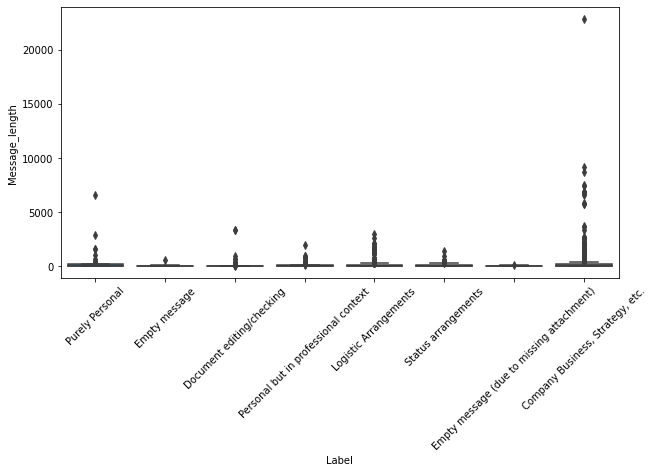 Message_length
20000
15000
10000
5000
0
Purely Personal
Empty message
Document editing/checking
Personal but in professional context
Logistic Arrangements
Status arrangements
Empty message (due to missing attachment)
Company Business, Strategy, etc.
Label